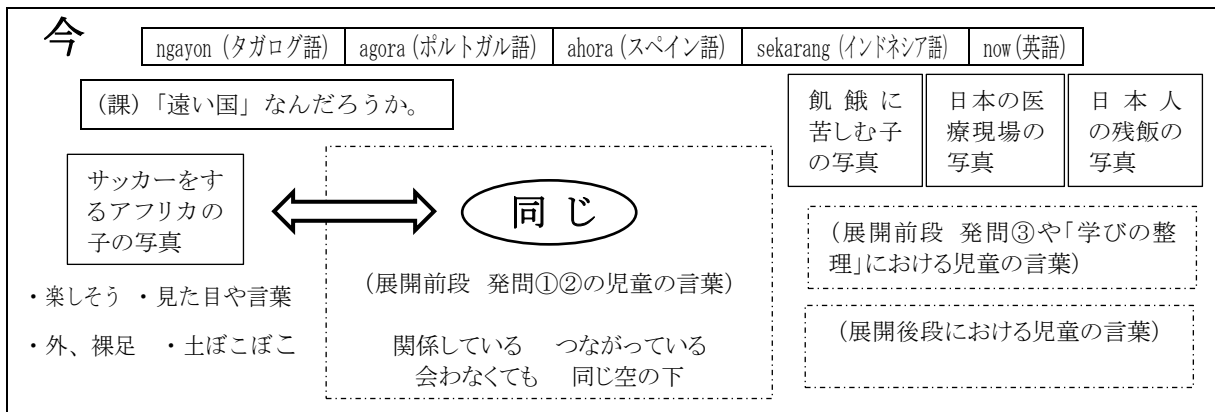 今
ngayon (タガログ語) agora (ポルトガル語) ahora (スペイン語) sekarang (インドネシア語) now (英語)
(課)「遠い国」なんだろうか。
サッカーをす
るアフリカの
子の写真
・楽しそう ・見た目や言葉
・外、裸足 ・土ぼこぼこ
同じ
(展開前段 発問①②の児童の言葉)
関係している つながっている
会わなくても 同じ空の下
飢餓に
苦しむ子
の写真
日本の医
療現場の
写真
日本人
の残飯の
写真
(展開前段 発問③や「学びの整
理」における児童の言葉)
(展開後段における児童の言葉)